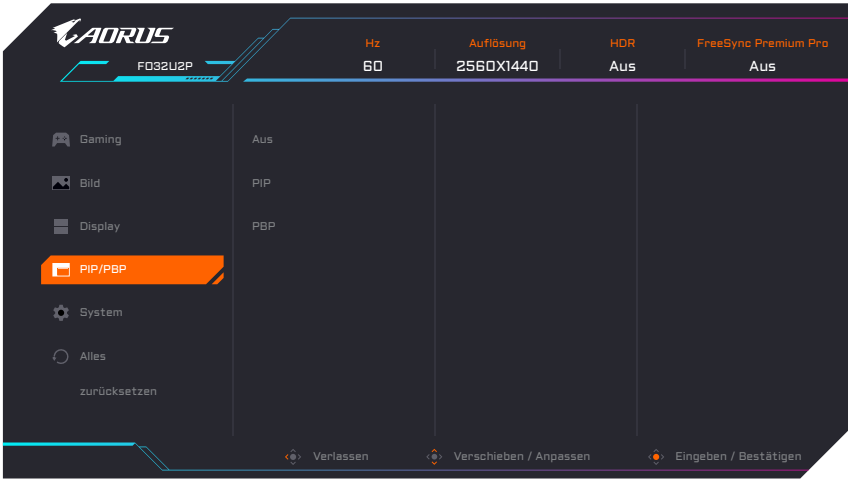 AORUS
FO32U2P
Hz
Auflösung
HDR
FreeSync Premium Pro
60
2560X1440
Aus
Aus
Gaming
Aus
Bild
PIP
Display
PBP
PIP/PBP
System
Alles
zurücksetzen
Verlassen
Verschieben / Anpassen
Eingeben / Bestätigen